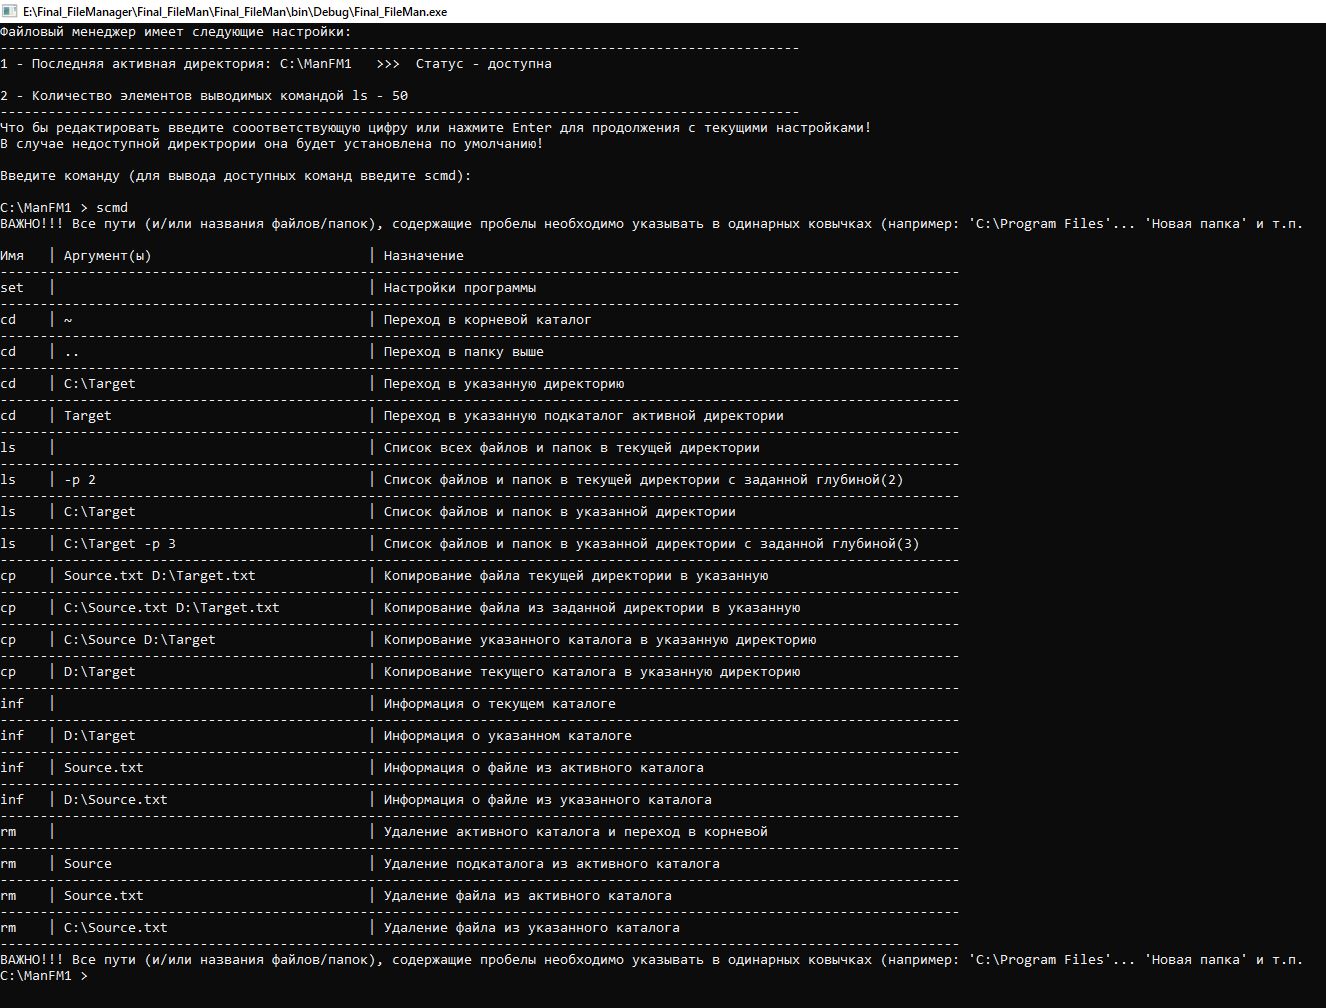 E:\Final_FileManager\Final_FileMan\Final_FileMan\bin\Debug\Final_FileMan.exe
Файловый менеджер имеет следующие настройки:
----------------------------------------------------------------------------------------------------
1 - Последняя активная директория: C:\ManFM1   >>>  Статус - доступна
2 - Количество элементов выводимых командой ls - 50
----------------------------------------------------------------------------------------------------
Что бы редактировать введите сооответствующую цифру или нажмите Enter для продолжения с текущими настройками!
В случае недоступной директрории она будет установлена по умолчанию!
Введите команду (для вывода доступных команд введите scmd):
C:\ManFM1 > scmd
ВАЖНО!!! Все пути (и/или названия файлов/папок), содержащие пробелы необходимо указывать в одинарных ковычках (например: 'C:\Program Files'... 'Новая папка' и т.п.
Имя | Аргумент(ы) | Назначение
set | | Настройки программы
cd | ~ | Переход в корневой каталог
cd | .. | Переход в папку выше
cd | C:\Target | Переход в указанную директорию
cd | Target | Переход в указанную подкаталог активной директории
ls | | Список всех файлов и папок в текущей директории
ls | -p 2 | Список файлов и папок в текущей директории с заданной глубиной(2)
ls | C:\Target | Список файлов и папок в указанной директории
ls | C:\Target -p 3 | Список файлов и папок в указанной директории с заданной глубиной(3)
cp | Source.txt D:\Target.txt | Копирование файла текущей директории в указанную
cp | C:\Source.txt D:\Target.txt | Копирование файла из заданной директории в указанную
cp | C:\Source D:\Target | Копирование указанного каталога в указанную директорию
cp | D:\Target | Копирование текущего каталога в указанную директорию
inf | | Информация о текущем каталоге
inf | D:\Target | Информация о указанном каталоге
inf | Source.txt | Информация о файле из активного каталога
inf | D:\Source.txt | Информация о файле из указанного каталога
rm | | Удаление активного каталога и переход в корневой
rm | Source | Удаление подкаталога из активного каталога
rm | Source.txt | Удаление файла из активного каталога
rm | C:\Source.txt | Удаление файла из указанного каталога
ВАЖНО!!! Все пути (и/или названия файлов/папок), содержащие пробелы необходимо указывать в одинарных ковычках (например: 'C:\Program Files'... 'Новая папка' и т.п.
C:\ManFM1 >